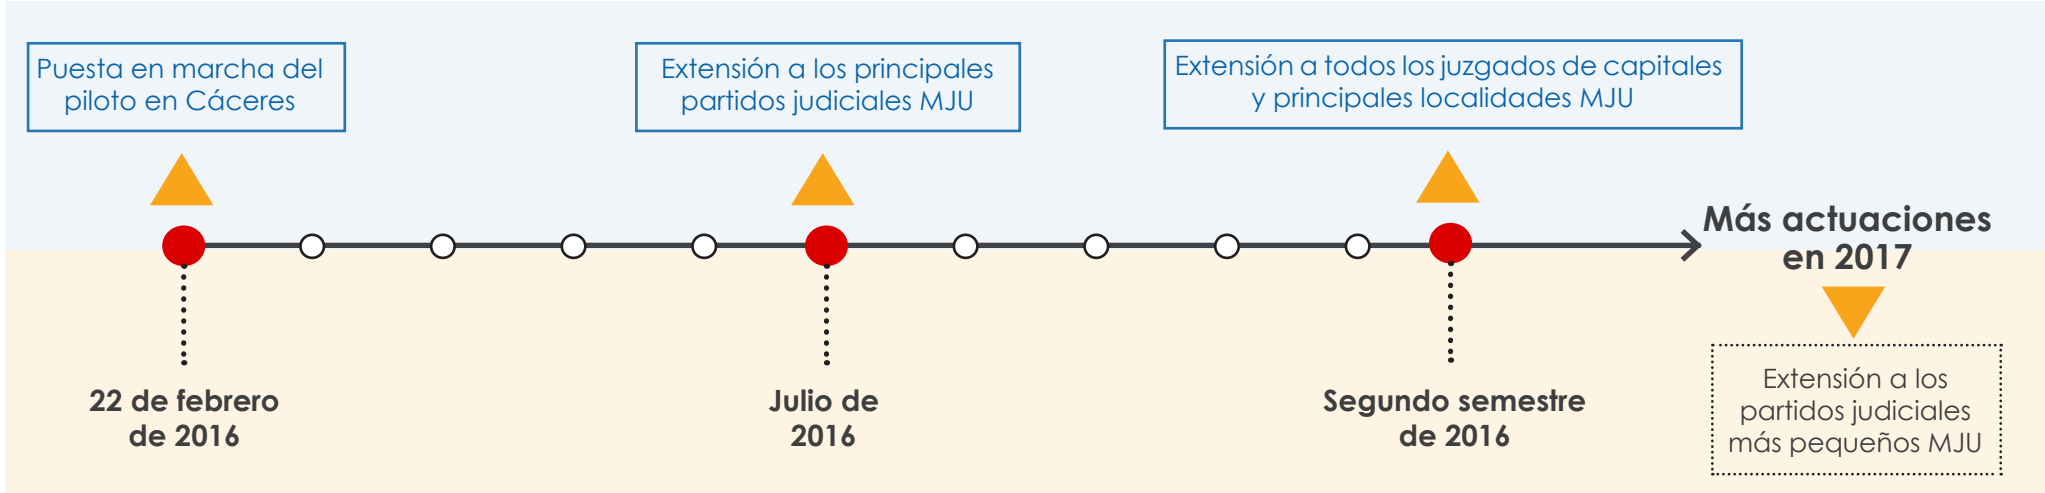 Puesta en marcha del
piloto en Cáceres
Extensión a los principales
partidos judiciales MJU
Extensión a todos los juzgados de capitales
y principales localidades MJU
Más actuaciones
en 2017
22 de febrero
de 2016
Julio de
2016
Segundo semestre
de 2016
Extensión a los
partidos judiciales
más pequeños MJU